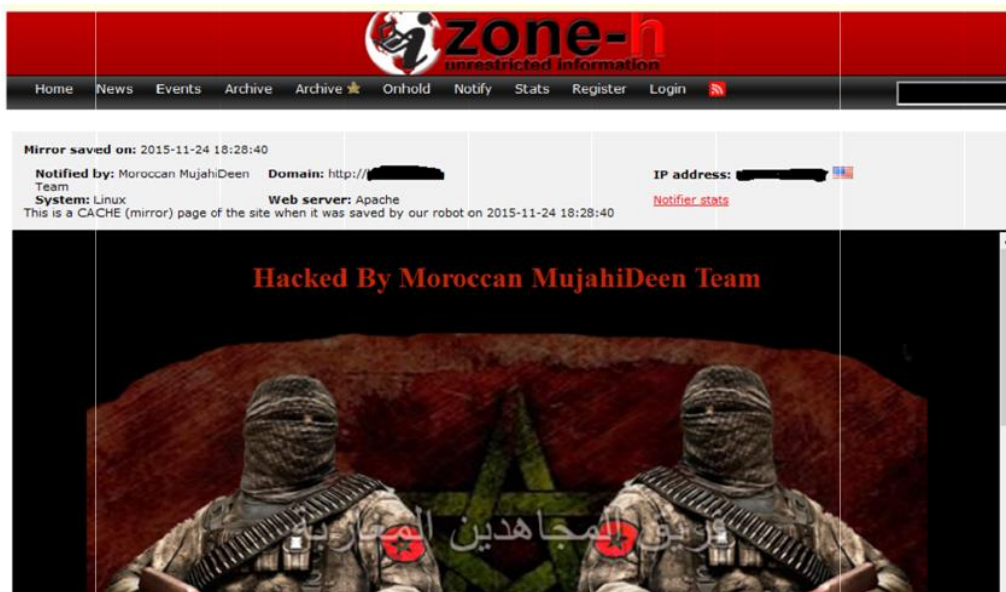 zone-h
unrestricted information
Home News Events Archive Archive Onhold Notify Stats Register Login
Mirror saved on: 2015-11-24 18:28:40
Notified by: Moroccan MujahiDeen Domain: http:// IP address:
Team
System: Linux Web server: Apache Notifier stats
This is a CACHE (mirror) page of the site when it was saved by our robot on 2015-11-24 18:28:40
Hacked By Moroccan MujahiDeen Team
فريق المجاهدين المغاربة